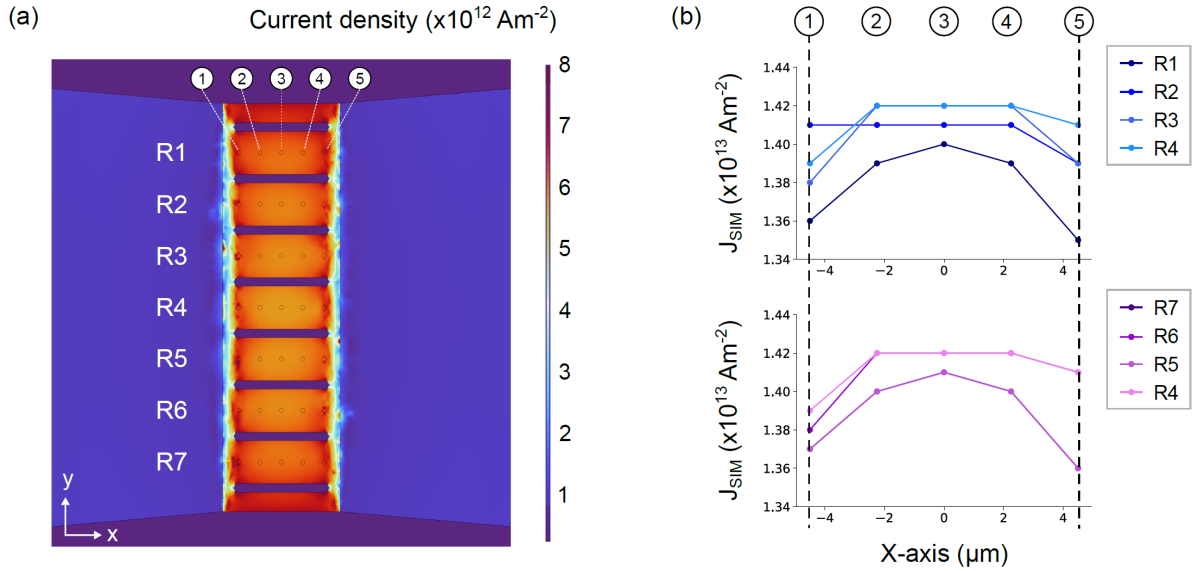 (a)
Current density (x10¹² Am⁻²)
1 2 3 4 5
R1
R2
R3
R4
R5
R6
R7
y
x
8
7
6
5
4
3
2
1
(b)
1 2 3 4 5
J_SIM (x10¹³ Am⁻²)
1.44
1.42
1.40
1.38
1.36
1.34
−4 −2 0 2 4
R1
R2
R3
R4
J_SIM (x10¹³ Am⁻²)
1.44
1.42
1.40
1.38
1.36
1.34
−4 −2 0 2 4
R7
R6
R5
R4
X-axis (μm)